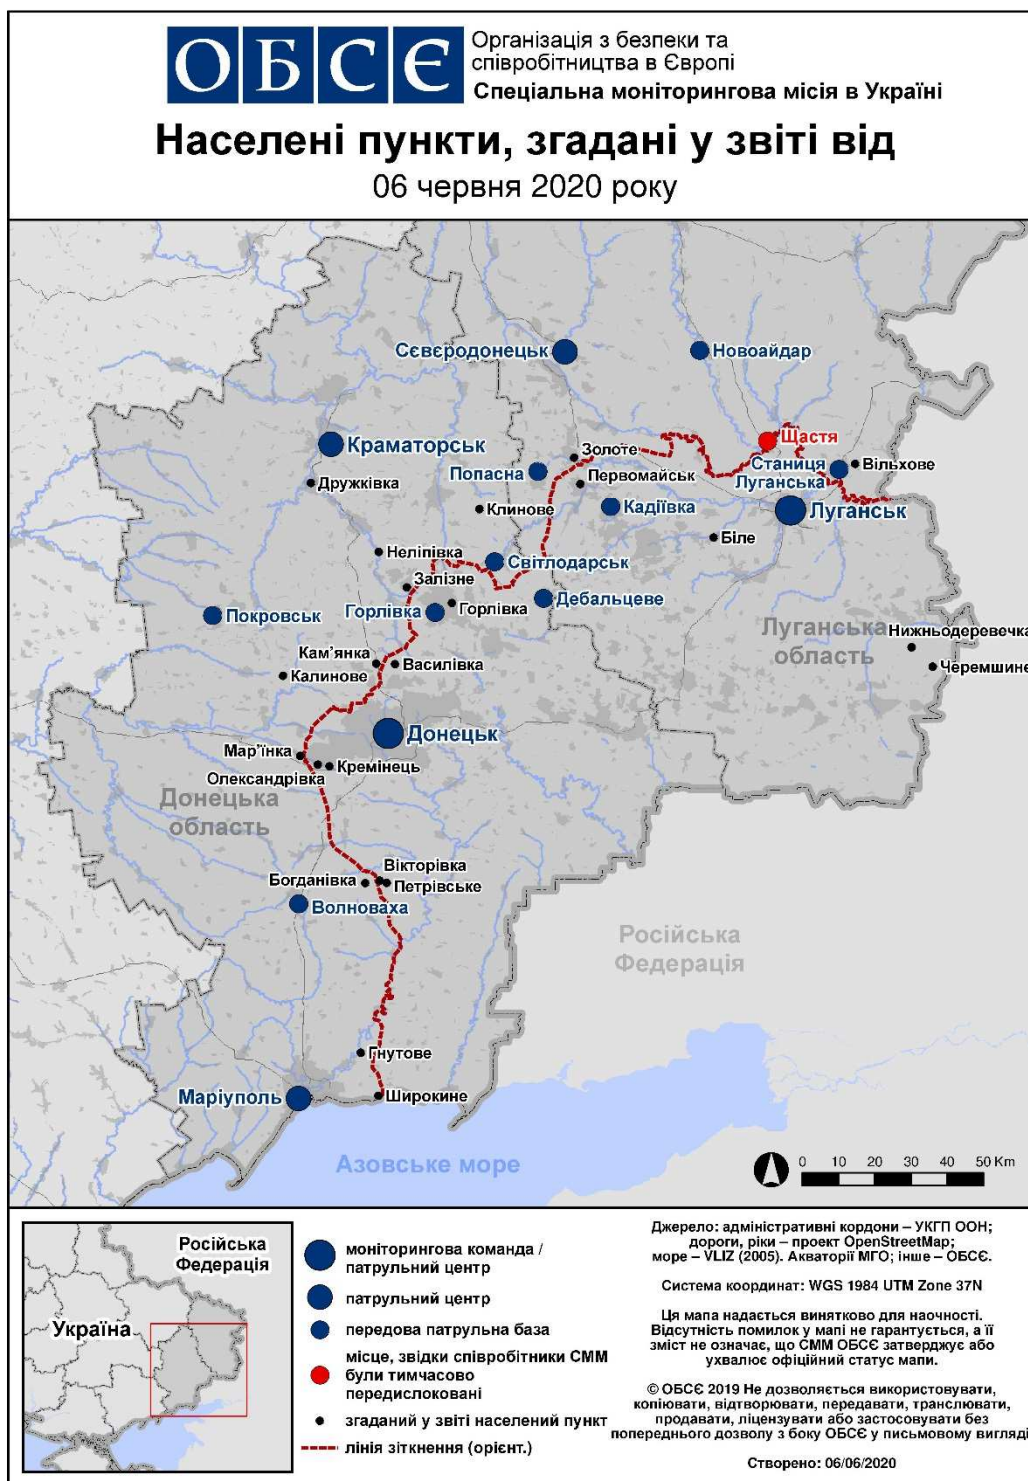 ОБСЄ
Організація з безпеки та
співробітництва в Європі
Спеціальна моніторингова місія в Україні
Населені пункти, згадані у звіті від
06 червня 2020 року
Сєвєродонецьк
Новоайдар
Щастя
Краматорськ
Золоте
Станиця
Луганська
Вільхове
Попасна
Первомайськ
Дружківка
Клинове
Кадіївка
Луганськ
Біле
Неліпівка
Світлодарськ
Залізне
Дебальцеве
Горлівка
Горлівка
Покровськ
Луганська
область
Нижньодеревечка
Кам'янка
Василівка
Черемшине
Калинове
Донецьк
Мар'їнка
Кремінець
Олександрівка
Донецька
область
Вікторівка
Богданівка
Петрівське
Волноваха
Російська
Федерація
Гнутове
Маріуполь
Широкине
Азовське море
0 10 20 30 40 50 Km
Російська
Федерація
Україна
моніторингова команда /
патрульний центр
патрульний центр
передова патрульна база
місце, звідки співробітники СММ
були тимчасово
передислоковані
згаданий у звіті населений пункт
лінія зіткнення (орієнт.)
Джерело: адміністративні кордони – УКГП ООН;
дороги, ріки – проект OpenStreetMap;
море – VLIZ (2005). Акваторії МГО; інше – ОБСЄ.
Система координат: WGS 1984 UTM Zone 37N
Ця мапа надається винятково для наочності.
Відсутність помилок у мапі не гарантується, а її
зміст не означає, що СММ ОБСЄ затверджує або
ухвалює офіційний статус мапи.
© ОБСЄ 2019 Не дозволяється використовувати,
копіювати, відтворювати, передавати, транслювати,
продавати, ліцензувати або застосовувати без
попереднього дозволу з боку ОБСЄ у письмовому вигляді
Створено: 06/06/2020